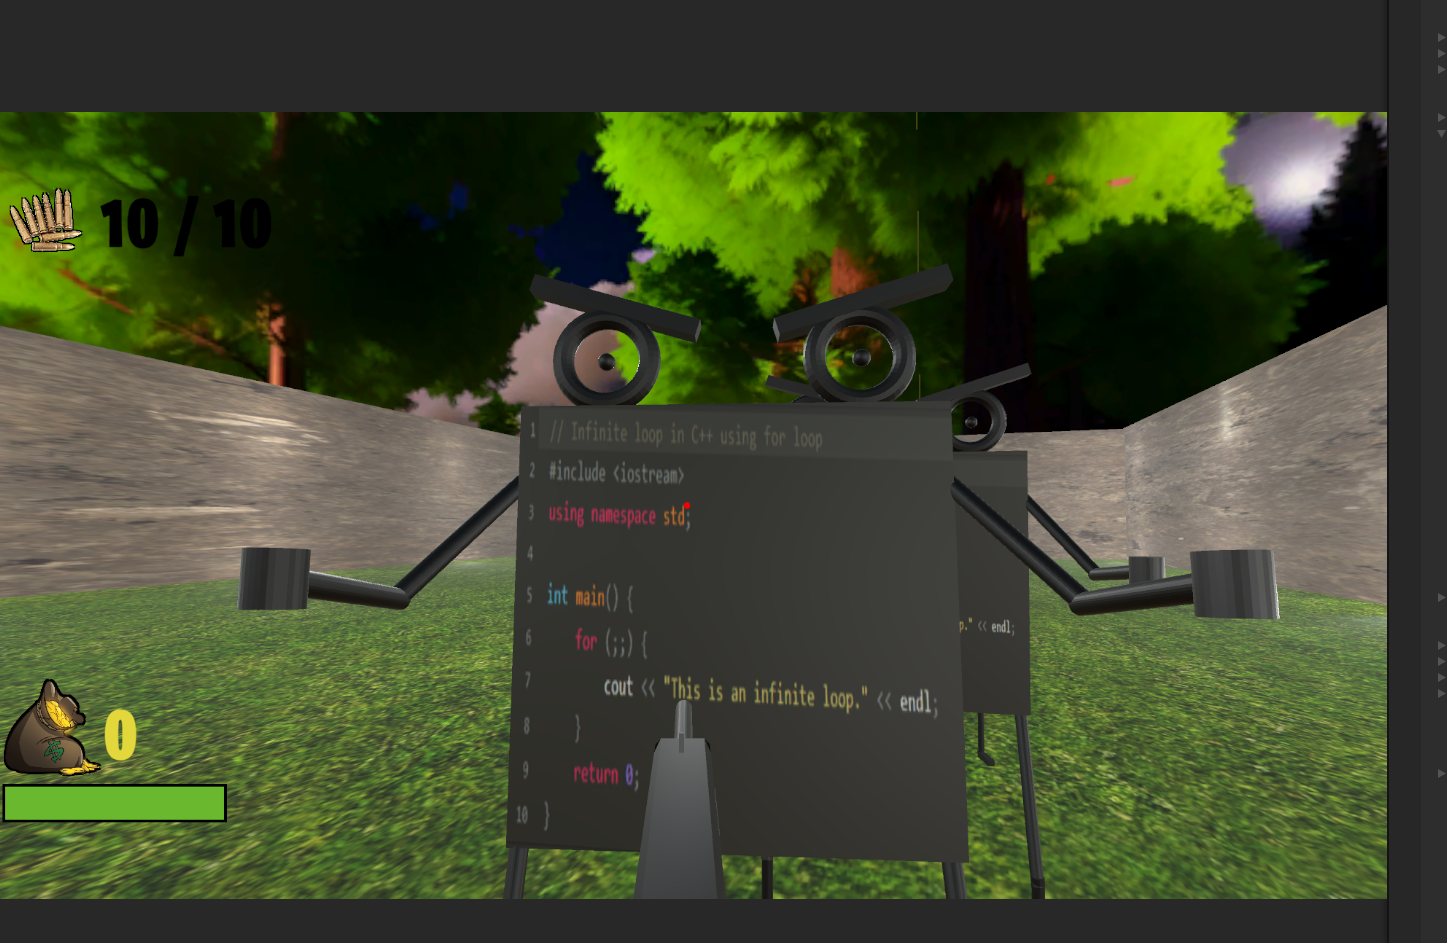 10 / 10
1 // Infinite loop in C++ using for loop
2 #include <iostream>
3 using namespace std;
4
5 int main() {
6 for (;;) {
7 cout << "This is an infinite loop." << endl;
8 }
9 return 0;
10 }
p." << endl;
0